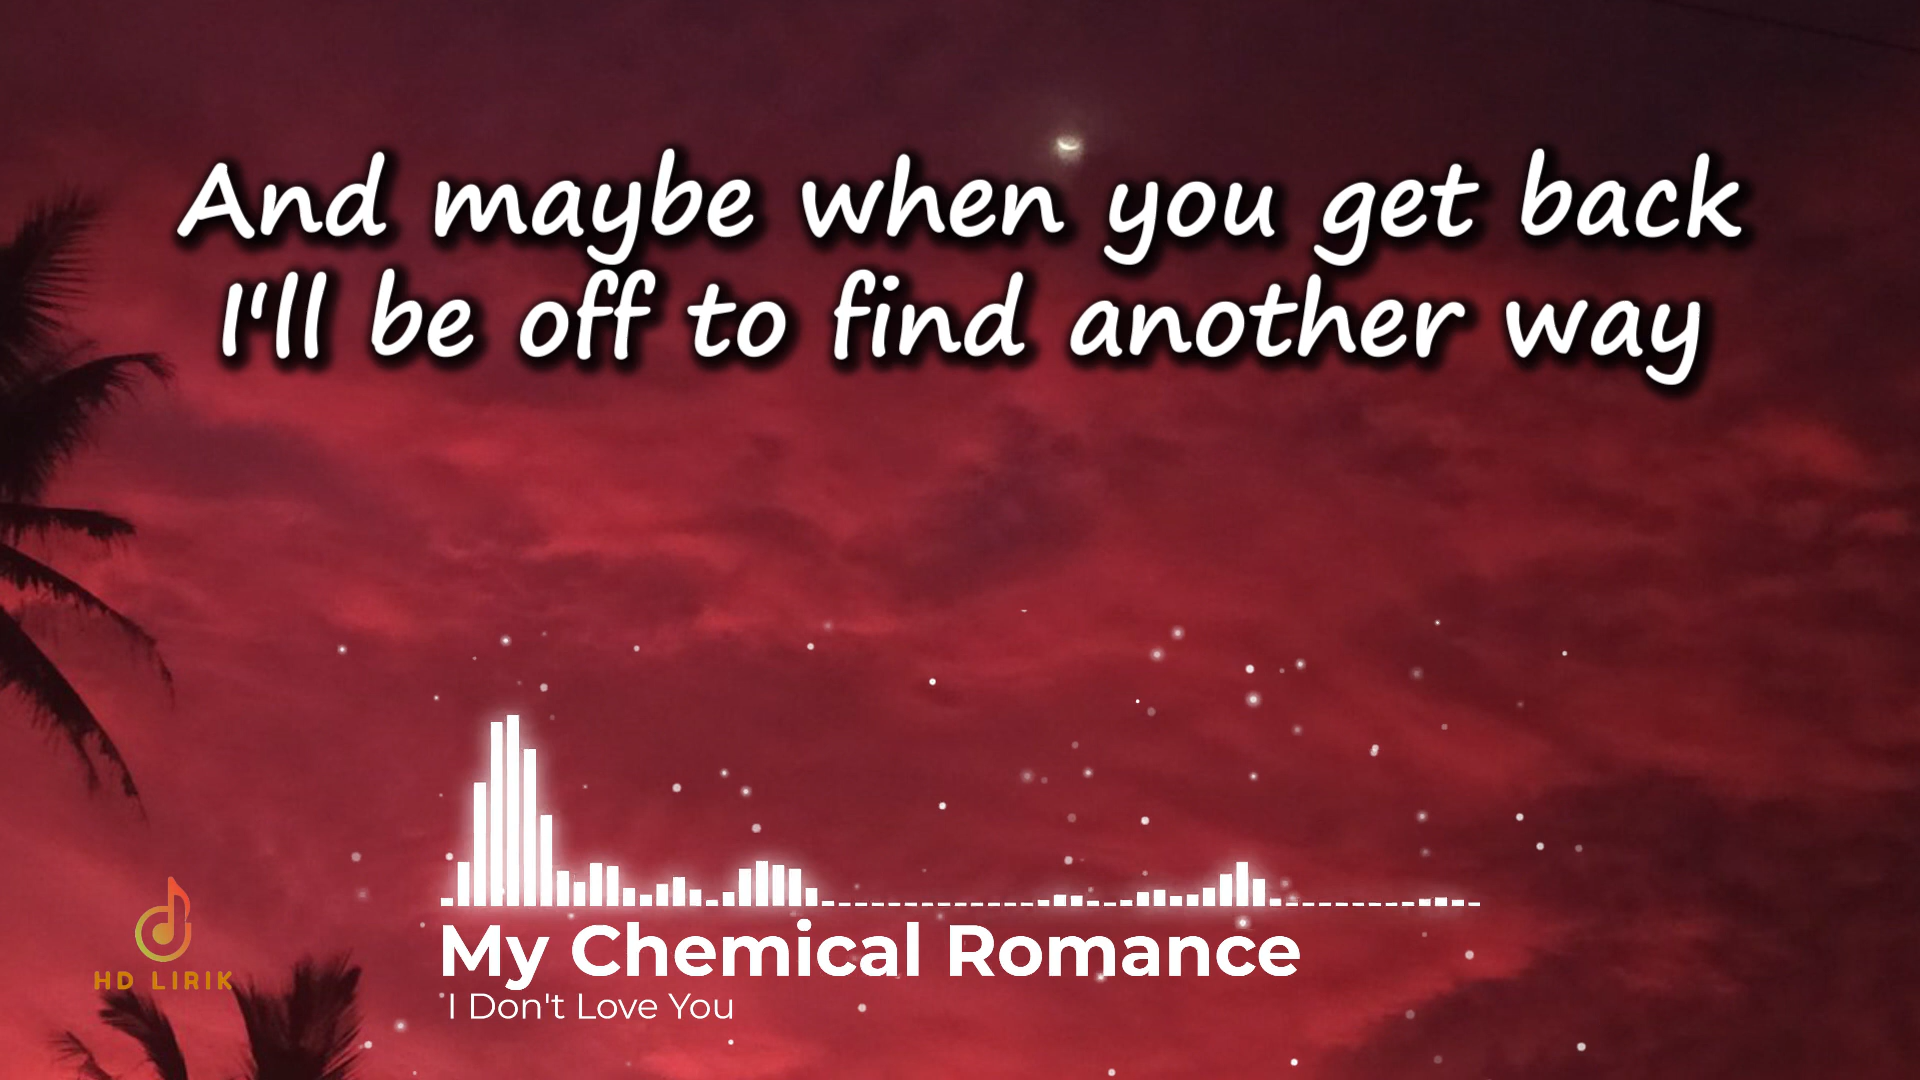 And maybe when you get back
I'll be off to find another way
My Chemical Romance
I Don't Love You
HD LIRIK